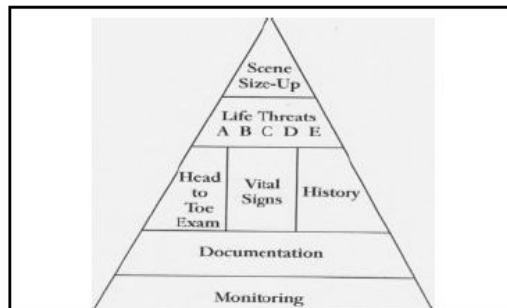 Scene
Size-Up
Life Threats
A B C D E
Head
to
Toe
Exam
Vital
Signs
History
Documentation
Monitoring